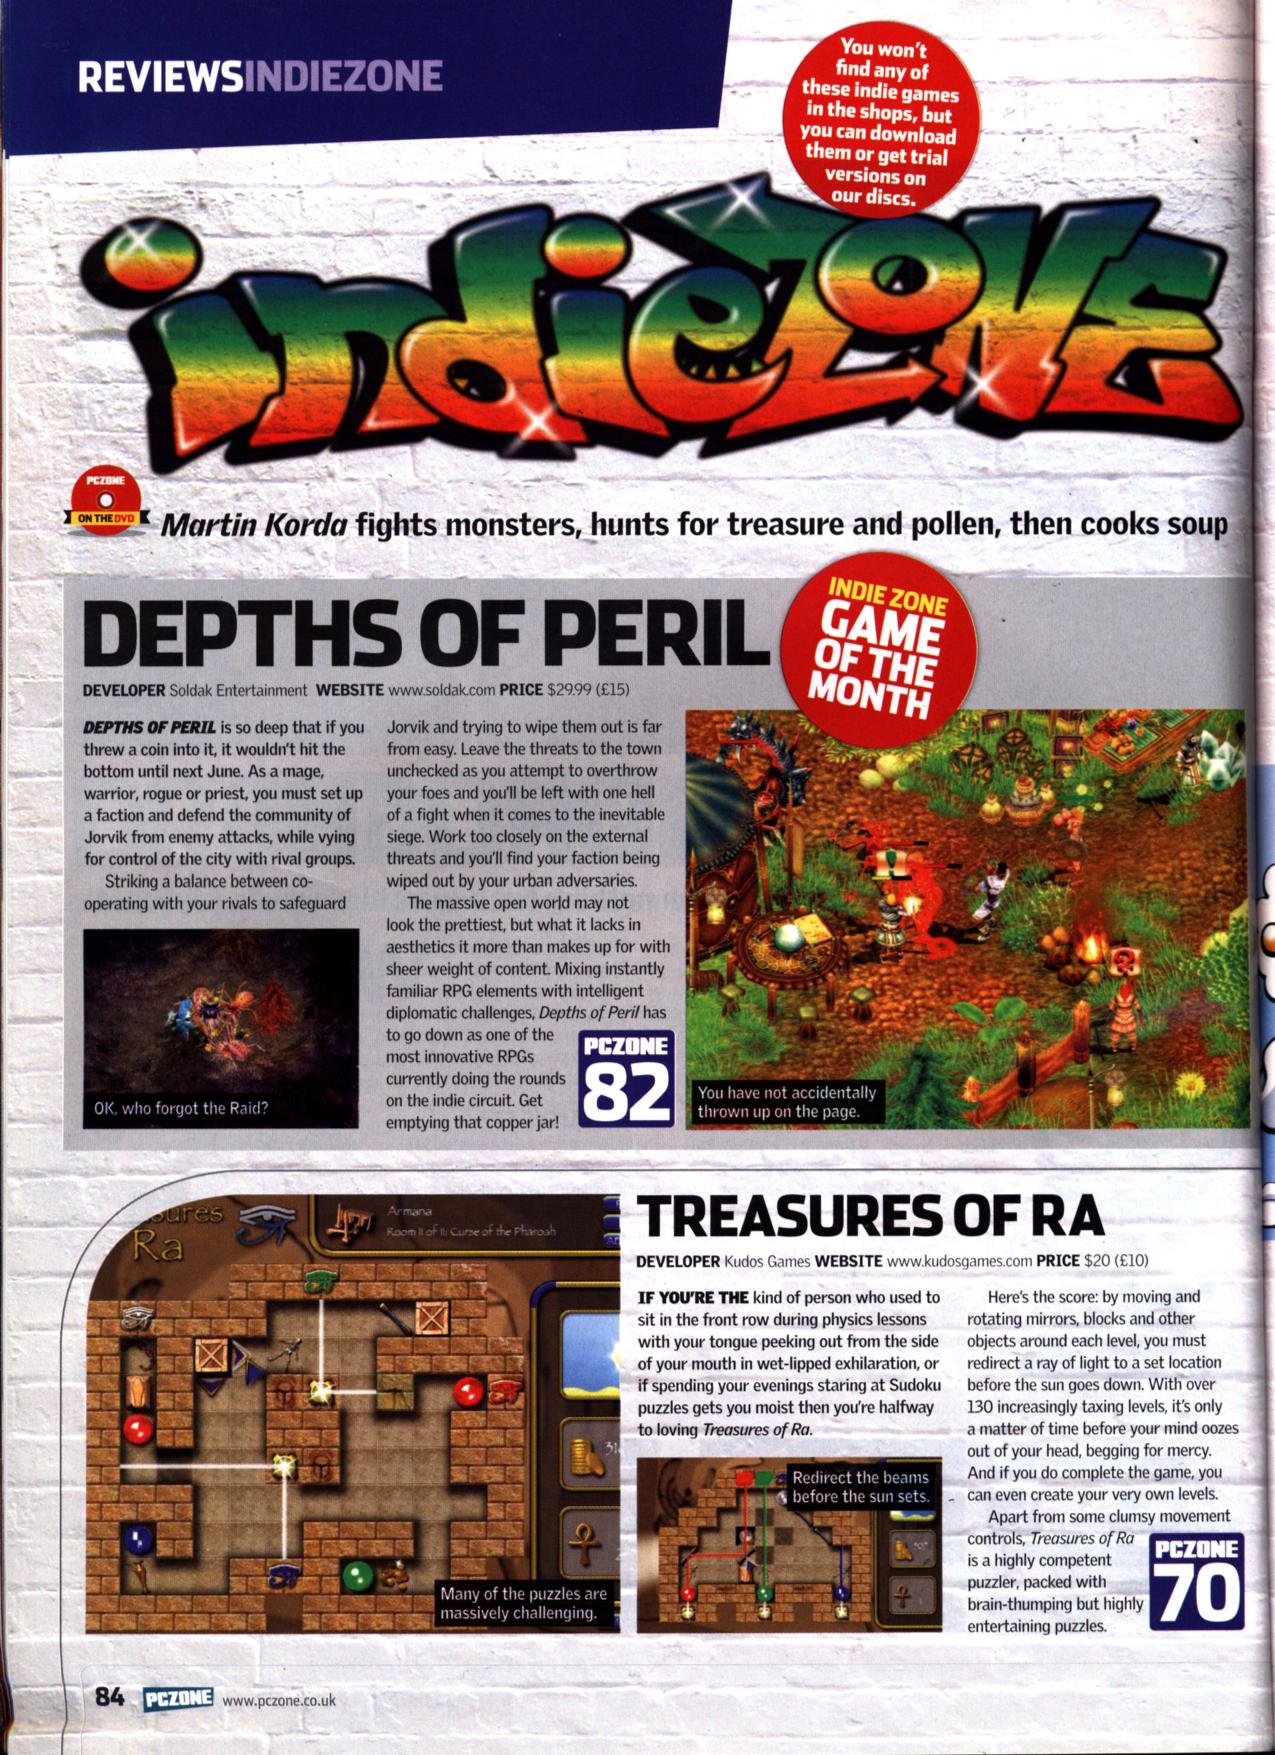 REVIEWSINDIEZONE
You won't
find any of
these indie games
in the shops, but
you can download
them or get trial
versions on
our discs.
indiezone
PCZONE
ON THE DVD
Martin Korda fights monsters, hunts for treasure and pollen, then cooks soup
DEPTHS OF PERIL
INDIE ZONE
GAME
OF THE
MONTH
DEVELOPER Soldak Entertainment WEBSITE www.soldak.com PRICE $29.99 (£15)
DEPTHS OF PERIL is so deep that if you
threw a coin into it, it wouldn't hit the
bottom until next June. As a mage,
warrior, rogue or priest, you must set up
a faction and defend the community of
Jorvik from enemy attacks, while vying
for control of the city with rival groups.
Striking a balance between co-
operating with your rivals to safeguard
OK, who forgot the Raid?
Jorvik and trying to wipe them out is far
from easy. Leave the threats to the town
unchecked as you attempt to overthrow
your foes and you'll be left with one hell
of a fight when it comes to the inevitable
siege. Work too closely on the external
threats and you'll find your faction being
wiped out by your urban adversaries.
The massive open world may not
look the prettiest, but what it lacks in
aesthetics it more than makes up for with
sheer weight of content. Mixing instantly
familiar RPG elements with intelligent
diplomatic challenges, Depths of Peril has
to go down as one of the
most innovative RPGs
currently doing the rounds
on the indie circuit. Get
emptying that copper jar!
PCZONE
82
You have not accidentally
thrown up on the page.
sures
Ra
Armana
Room 11 of 11: Curse of the Pharoah
Many of the puzzles are
massively challenging.
TREASURES OF RA
DEVELOPER Kudos Games WEBSITE www.kudosgames.com PRICE $20 (£10)
IF YOU'RE THE kind of person who used to
sit in the front row during physics lessons
with your tongue peeking out from the side
of your mouth in wet-lipped exhilaration, or
if spending your evenings staring at Sudoku
puzzles gets you moist then you're halfway
to loving Treasures of Ra.
Redirect the beams
before the sun sets.
Here's the score: by moving and
rotating mirrors, blocks and other
objects around each level, you must
redirect a ray of light to a set location
before the sun goes down. With over
130 increasingly taxing levels, it's only
a matter of time before your mind oozes
out of your head, begging for mercy.
And if you do complete the game, you
can even create your very own levels.
Apart from some clumsy movement
controls, Treasures of Ra
is a highly competent
puzzler, packed with
brain-thumping but highly
entertaining puzzles.
PCZONE
70
84 PCZONE www.pczone.co.uk